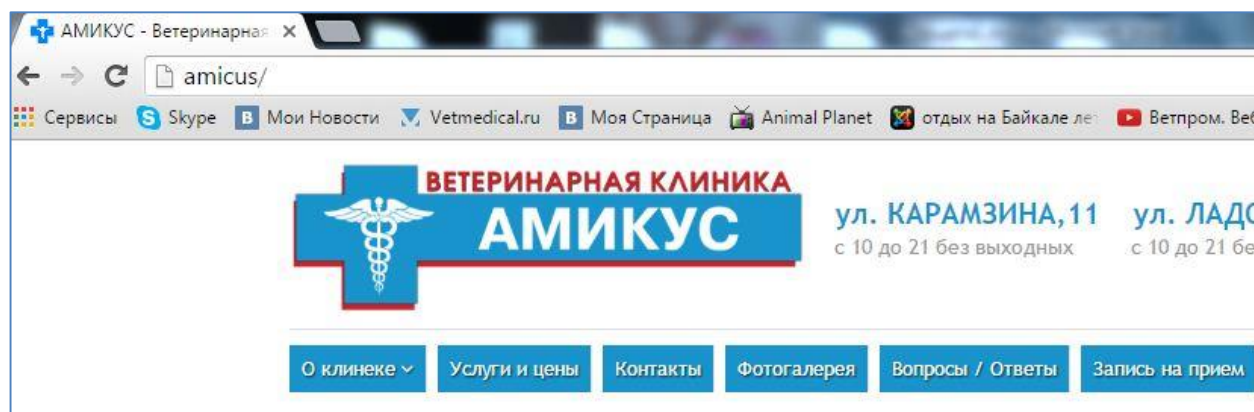 АМИКУС - Ветеринарная
amicus/
Сервисы Skype Мои Новости Vetmedical.ru Моя Страница Animal Planet отдых на Байкале ле Ветпром. Веб
ВЕТЕРИНАРНАЯ КЛИНИКА
АМИКУС
ул. КАРАМЗИНА,11 ул. ЛАДО
с 10 до 21 без выходных с 10 до 21 бе
О клинеке Услуги и цены Контакты Фотогалерея Вопросы / Ответы Запись на прием